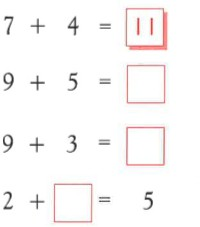 7 + 4 = 11
9 + 5 = □
9 + 3 = □
2 + □ = 5